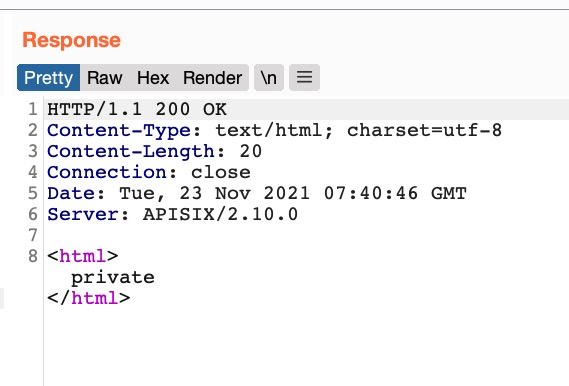 Response
Pretty Raw Hex Render \n
1 HTTP/1.1 200 OK
2 Content-Type: text/html; charset=utf-8
3 Content-Length: 20
4 Connection: close
5 Date: Tue, 23 Nov 2021 07:40:46 GMT
6 Server: APISIX/2.10.0
7
8 <html>
private
</html>